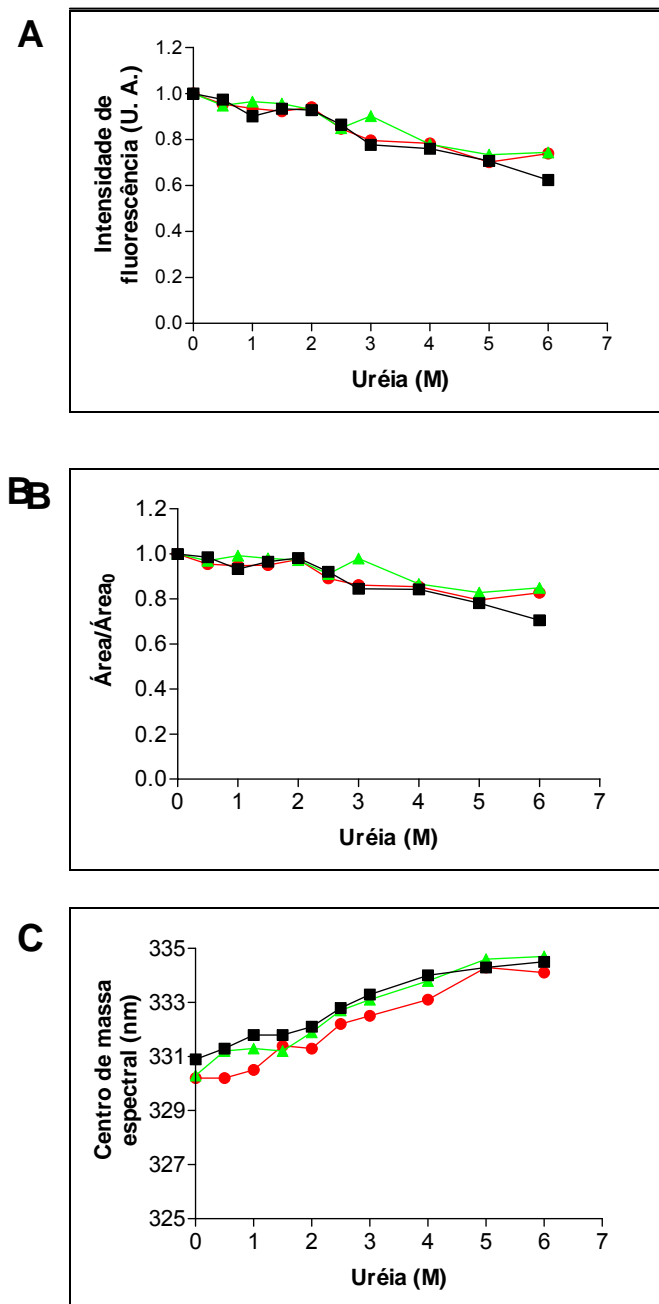 A
1.2
1.0
0.8
0.6
0.4
0.2
0.0
0 1 2 3 4 5 6 7
Intensidade de
fluorescência (U. A.)
Uréia (M)
BB
1.2
1.0
0.8
0.6
0.4
0.2
0.0
0 1 2 3 4 5 6 7
Área/Área0
Uréia (M)
C
335
333
331
329
327
325
0 1 2 3 4 5 6 7
Centro de massa
espectral (nm)
Uréia (M)